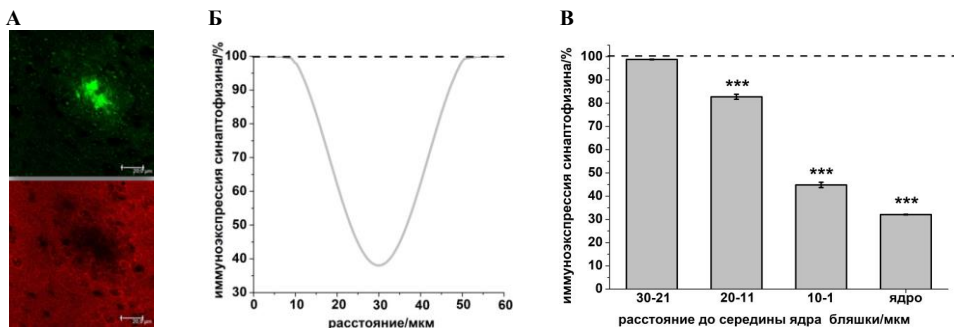 А
Б
В
иммуноэкспрессия синаптофизина/%
100
90
80
70
60
50
40
30
0 10 20 30 40 50 60
расстояние/мкм
иммуноэкспрессия синаптофизина/%
100
90
80
70
60
50
40
30
20
10
0
***
***
***
30-21 20-11 10-1 ядро
расстояние до середины ядра бляшки/мкм